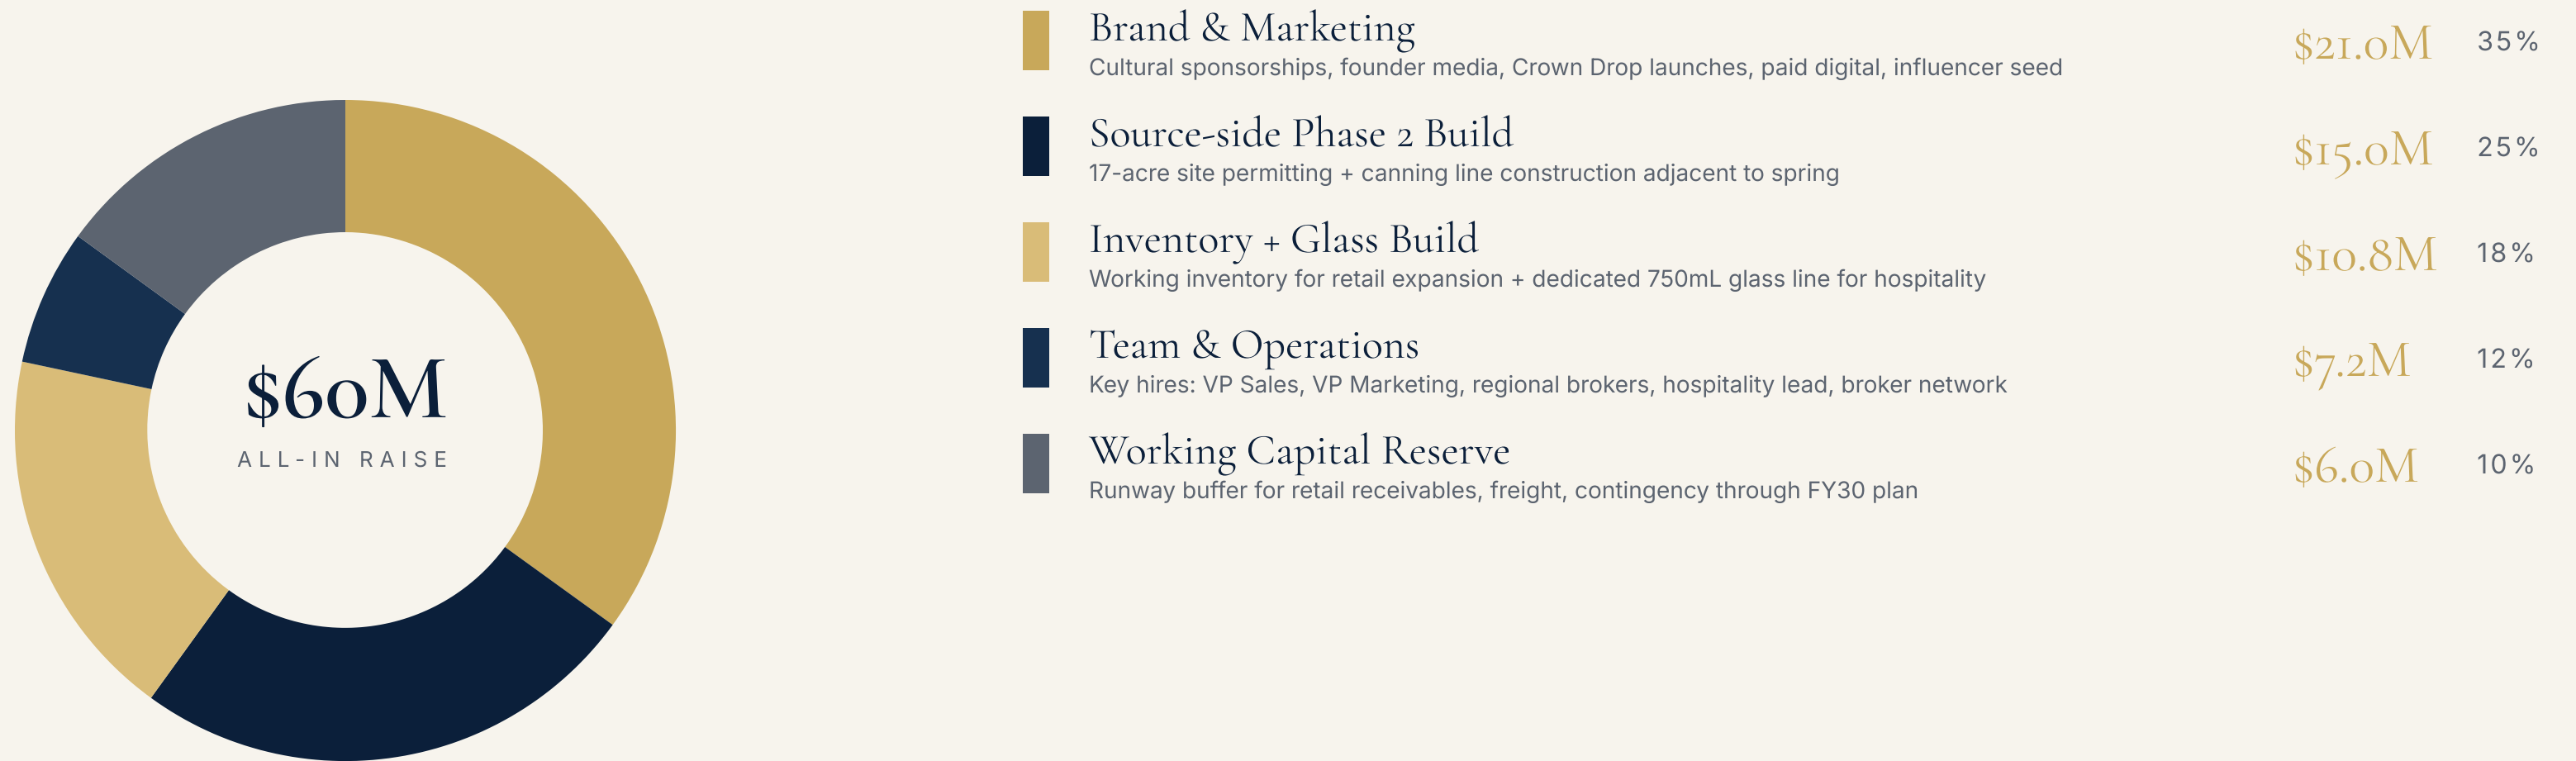 Brand & Marketing
Cultural sponsorships, founder media, Crown Drop launches, paid digital, influencer seed
$21.0M 35%
Source-side Phase 2 Build
17-acre site permitting + canning line construction adjacent to spring
$15.0M 25%
Inventory + Glass Build
Working inventory for retail expansion + dedicated 750mL glass line for hospitality
$10.8M 18%
Team & Operations
Key hires: VP Sales, VP Marketing, regional brokers, hospitality lead, broker network
$7.2M 12%
Working Capital Reserve
Runway buffer for retail receivables, freight, contingency through FY30 plan
$6.0M 10%
$60M
ALL-IN RAISE